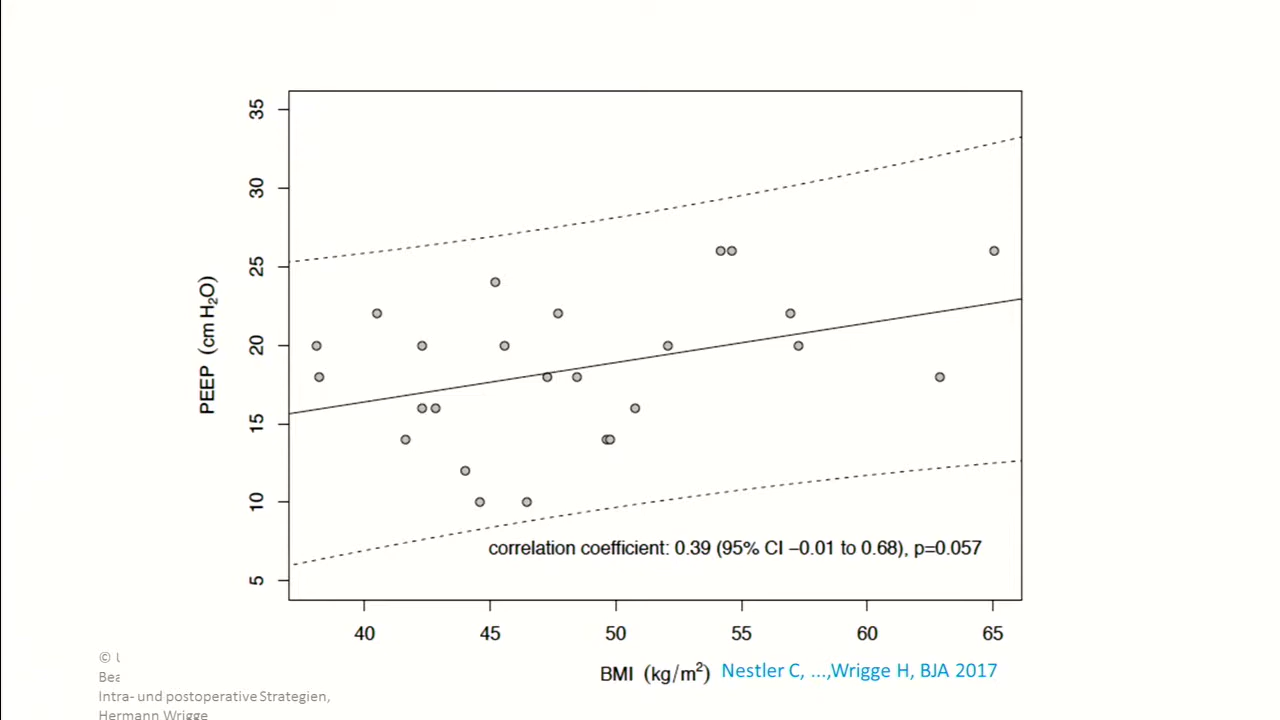 35
30
25
20
15
10
5
PEEP (cm H₂O)
correlation coefficient: 0.39 (95% CI –0.01 to 0.68), p=0.057
40 45 50 55 60 65
BMI (kg/m²) Nestler C, ...,Wrigge H, BJA 2017
©
Intra- und postoperative Strategien,
Hermann Wrigge